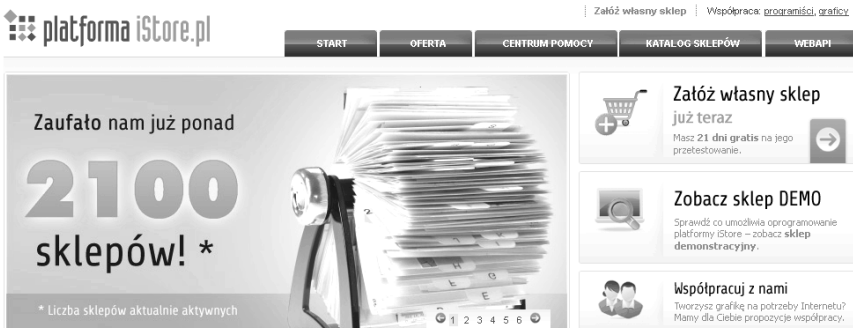 Załóż własny sklep Współpraca: programiści, graficy
platforma iStore.pl
START OFERTA CENTRUM POMOCY KATALOG SKLEPÓW WEBAPI
Zaufało nam już ponad
2100
sklepów! *
* Liczba sklepów aktualnie aktywnych
1 2 3 4 5 6
Załóż własny sklep
już teraz
Masz 21 dni gratis na jego
przetestowanie.
Zobacz sklep DEMO
Sprawdź co umożliwia oprogramowanie
platformy iStore – zobacz sklep
demonstracyjny.
Współpracuj z nami
Tworzysz grafikę na potrzeby Internetu?
Mamy dla Ciebie propozycje współpracy.